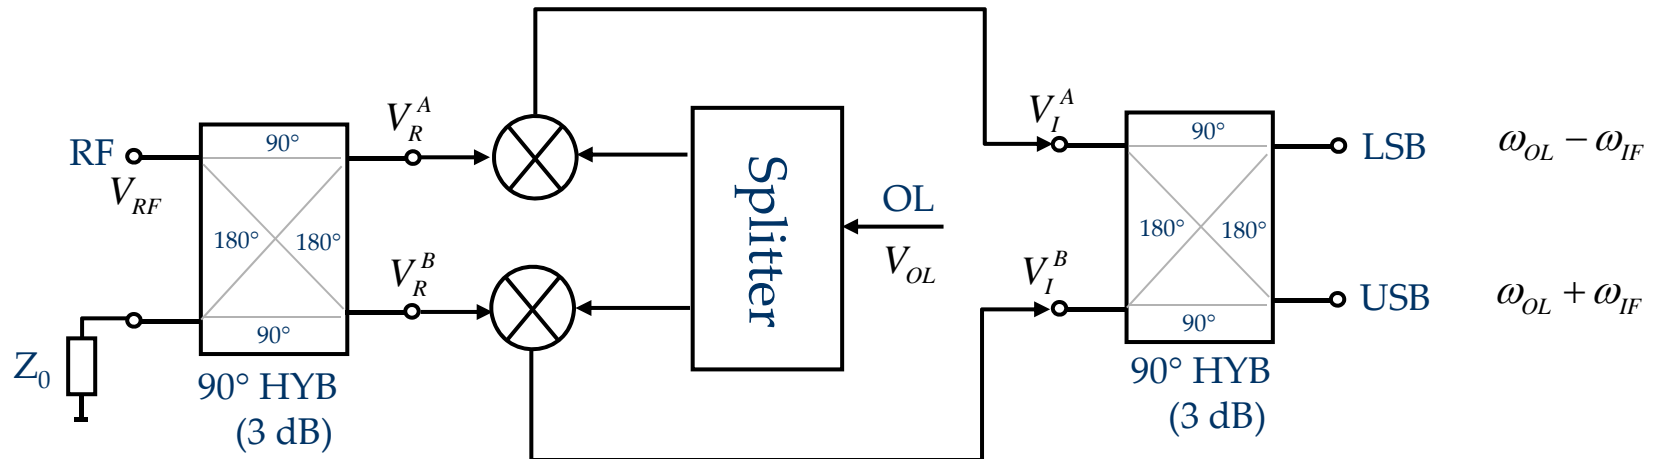 RF
V_RF
Z_0
90°
180° 180°
90°
90° HYB
(3 dB)
V_R^A
V_R^B
Splitter
OL
V_OL
V_I^A
V_I^B
90°
180° 180°
90°
90° HYB
(3 dB)
LSB ω_OL − ω_IF
USB ω_OL + ω_IF